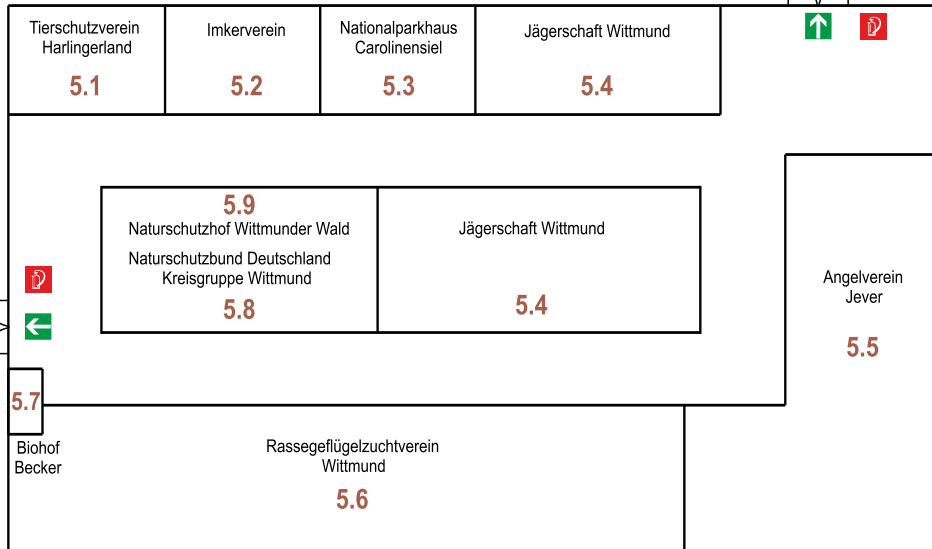 Tierschutzverein
Harlingerland
5.1
Imkerverein
5.2
Nationalparkhaus
Carolinensiel
5.3
Jägerschaft Wittmund
5.4
5.9
Naturschutzhof Wittmunder Wald
Naturschutzbund Deutschland
Kreisgruppe Wittmund
5.8
Jägerschaft Wittmund
5.4
Angelverein
Jever
5.5
5.7
Biohof
Becker
Rassegeflügelzuchtverein
Wittmund
5.6